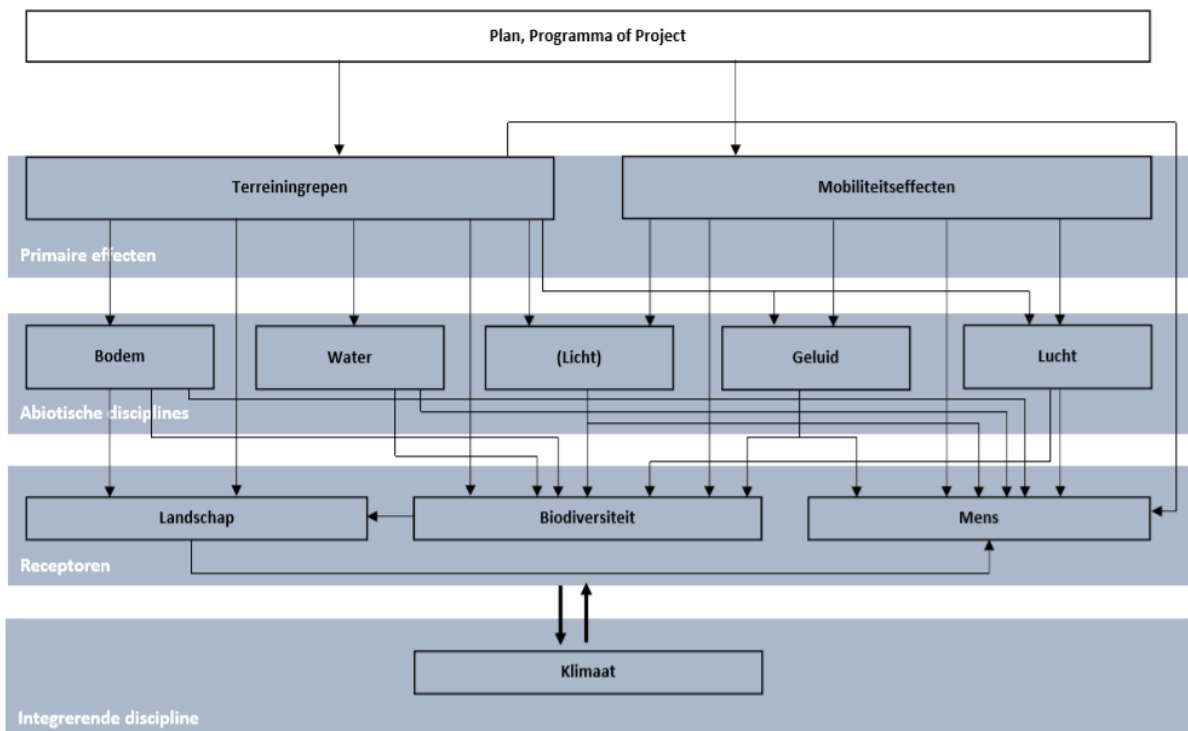 Plan, Programma of Project
Terreiningrepen
Mobiliteitseffecten
Primaire effecten
Bodem
Water
(Licht)
Geluid
Lucht
Abiotische disciplines
Landschap
Biodiversiteit
Mens
Receptoren
Klimaat
Integrerende discipline